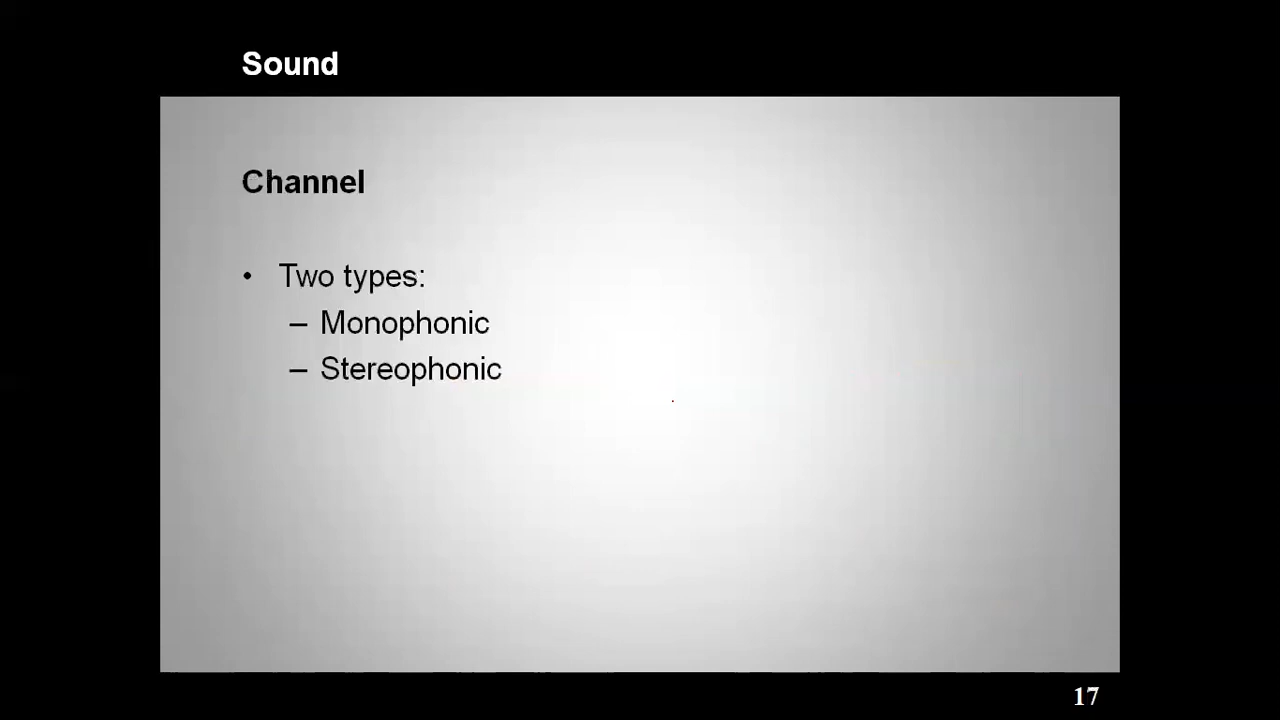 Sound
Channel
• Two types:
– Monophonic
– Stereophonic
17